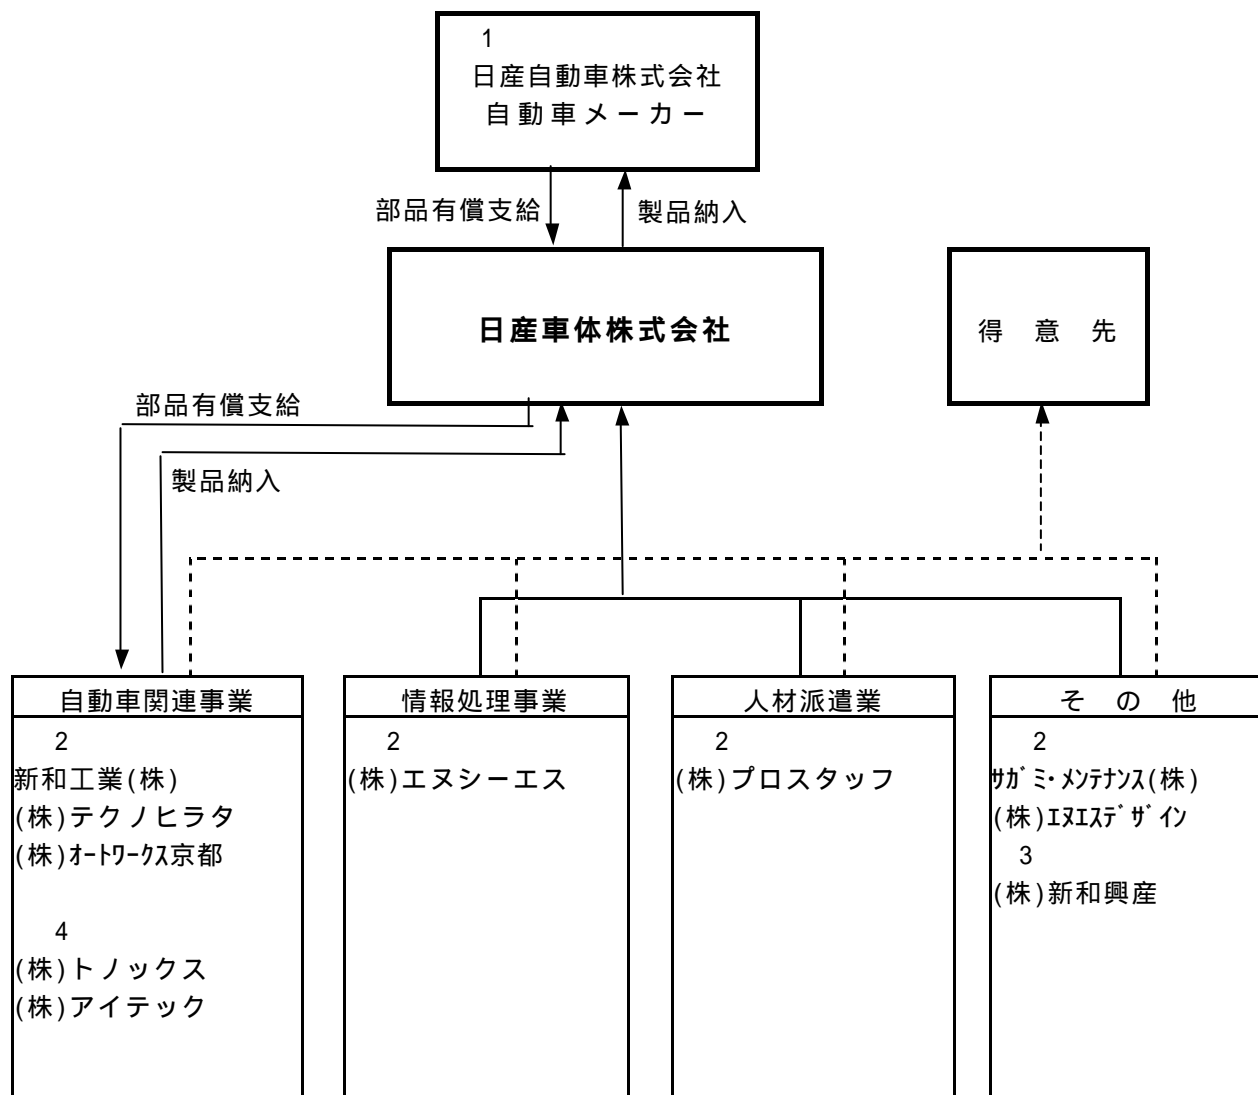 1
日産自動車株式会社
自動車メーカー
部品有償支給
製品納入
日産車体株式会社
得 意 先
部品有償支給
製品納入
自動車関連事業
2
新和工業(株)
(株)テクノヒラタ
(株)ｵｰﾄﾜｰｸｽ京都
4
(株)トノックス
(株)アイテック
情報処理事業
2
(株)エヌシーエス
人材派遣業
2
(株)プロスタッフ
そ の 他
2
ｻｶﾞﾐ･ﾒﾝﾃﾅﾝｽ(株)
(株)ｴﾇｴｽﾃﾞｻﾞｲﾝ
3
(株)新和興産